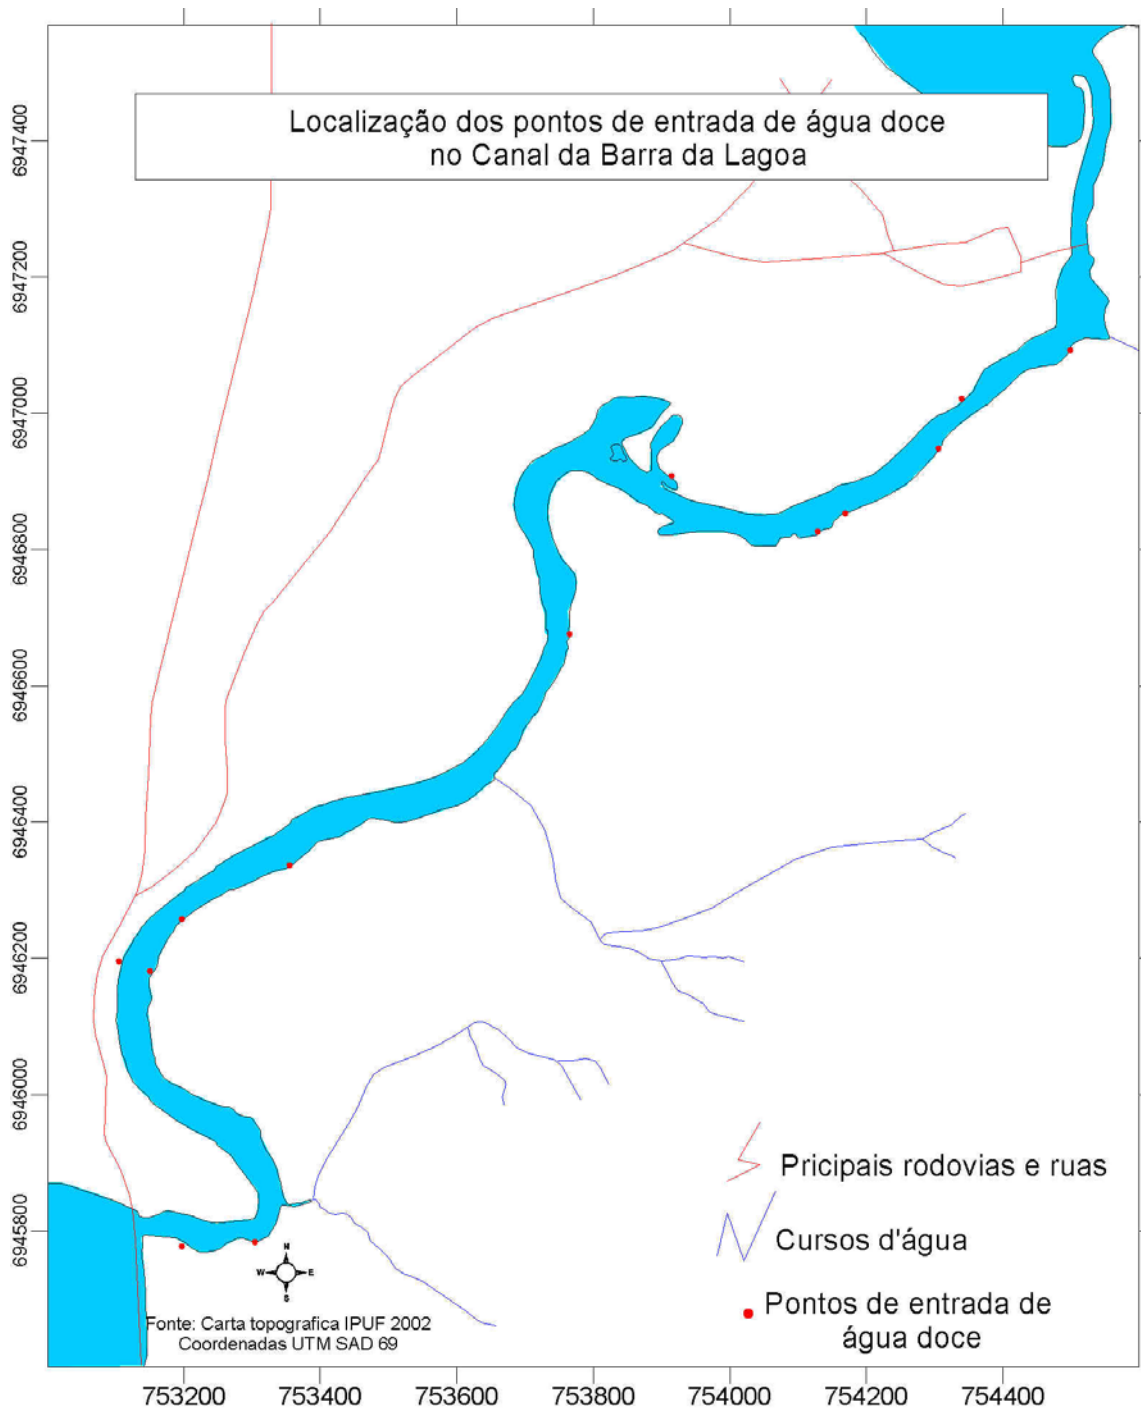 Localização dos pontos de entrada de água doce
no Canal da Barra da Lagoa
6947400
6947200
6947000
6946800
6946600
6946400
6946200
6946000
6945800
Pricipais rodovias e ruas
Cursos d'água
Pontos de entrada de
água doce
N
W E
S
Fonte: Carta topografica IPUF 2002
Coordenadas UTM SAD 69
753200 753400 753600 753800 754000 754200 754400